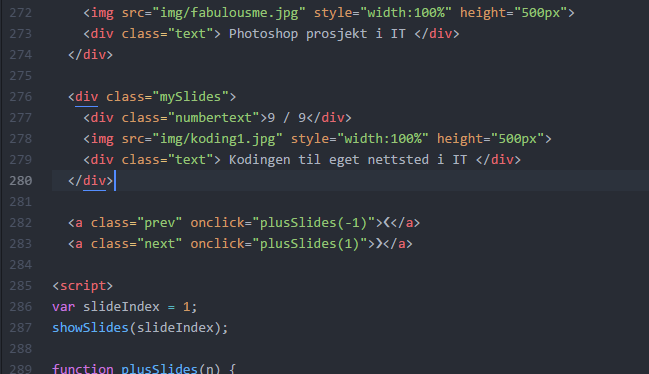 272 <img src="img/fabulousme.jpg" style="width:100%" height="500px">
273 <div class="text"> Photoshop prosjekt i IT </div>
274 </div>
275
276 <div class="mySlides">
277 <div class="numbertext">9 / 9</div>
278 <img src="img/koding1.jpg" style="width:100%" height="500px">
279 <div class="text"> Kodingen til eget nettsted i IT </div>
280 </div>
281
282 <a class="prev" onclick="plusSlides(-1)">❮</a>
283 <a class="next" onclick="plusSlides(1)">❯</a>
284
285 <script>
286 var slideIndex = 1;
287 showSlides(slideIndex);
288
289 function plusSlides(n) {